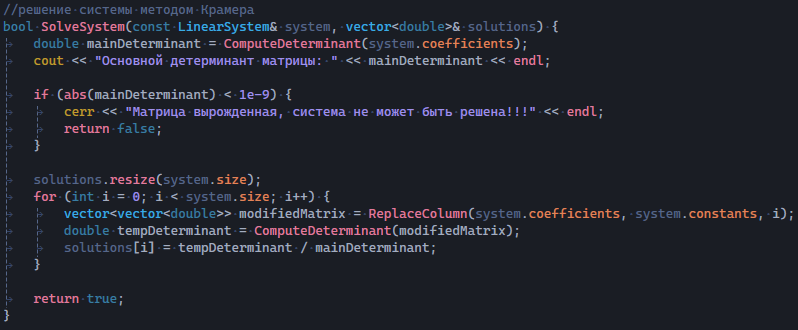 //решение системы методом Крамера
bool SolveSystem(const LinearSystem& system, vector<double>& solutions) {
    double mainDeterminant = ComputeDeterminant(system.coefficients);
    cout << "Основной детерминант матрицы: " << mainDeterminant << endl;

    if (abs(mainDeterminant) < 1e-9) {
        cerr << "Матрица вырожденная, система не может быть решена!!!" << endl;
        return false;
    }

    solutions.resize(system.size);
    for (int i = 0; i < system.size; i++) {
        vector<vector<double>> modifiedMatrix = ReplaceColumn(system.coefficients, system.constants, i);
        double tempDeterminant = ComputeDeterminant(modifiedMatrix);
        solutions[i] = tempDeterminant / mainDeterminant;
    }

    return true;
}